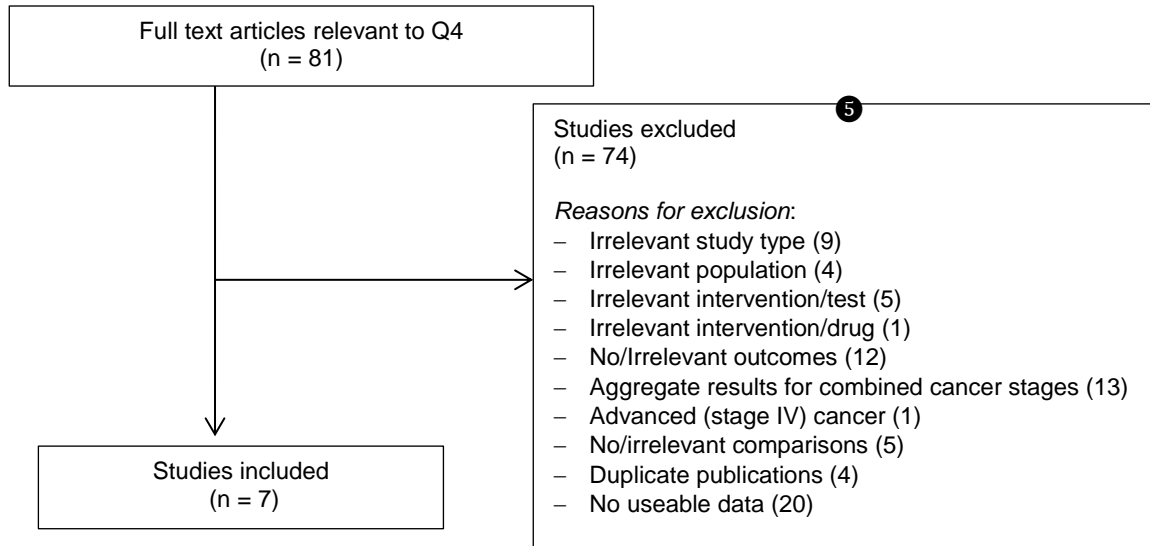 Full text articles relevant to Q4
(n = 81)
❺
Studies excluded
(n = 74)
Reasons for exclusion:
− Irrelevant study type (9)
− Irrelevant population (4)
− Irrelevant intervention/test (5)
− Irrelevant intervention/drug (1)
− No/Irrelevant outcomes (12)
− Aggregate results for combined cancer stages (13)
− Advanced (stage IV) cancer (1)
− No/irrelevant comparisons (5)
− Duplicate publications (4)
− No useable data (20)
Studies included
(n = 7)